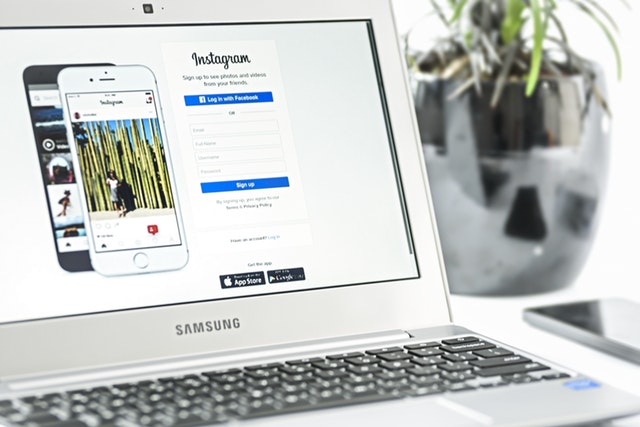 Instagram
Sign up to see photos and videos
from your friends.
Log in with Facebook
OR
Email
Full Name
Username
Password
Sign up
By signing up, you agree to our
Terms & Privacy Policy
Have an account? Log in
Get the app
App Store
Google play
Instagram
SAMSUNG